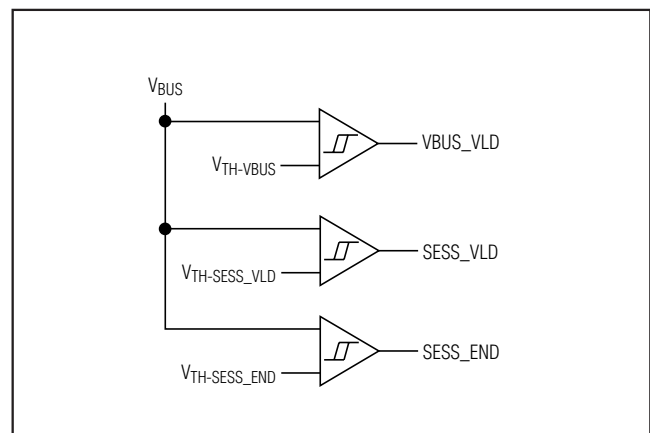 VBUS
VBUS_VLD
VTH-VBUS
SESS_VLD
VTH-SESS_VLD
SESS_END
VTH-SESS_END